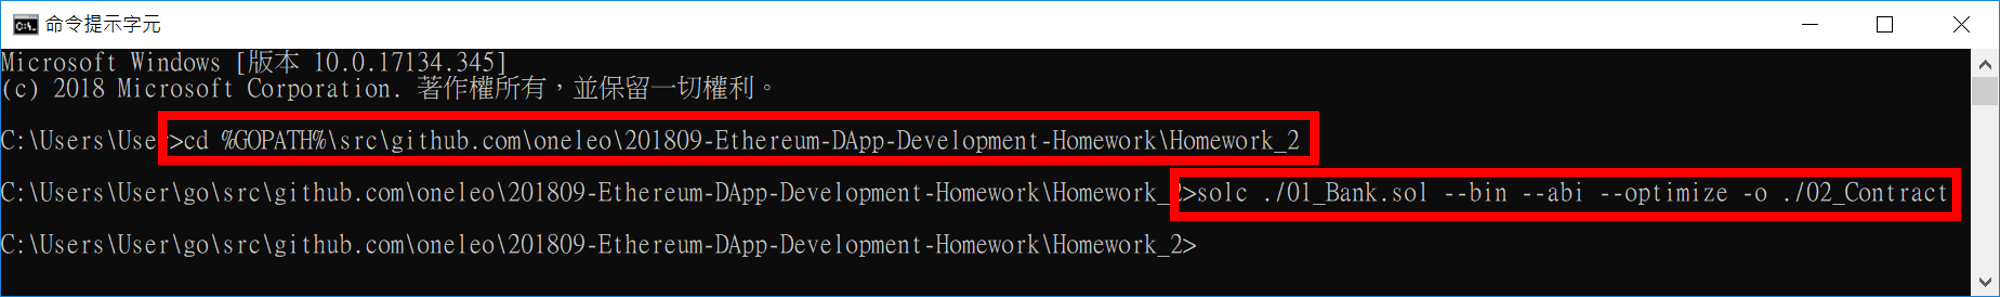 命令提示字元
Microsoft Windows [版本 10.0.17134.345]
(c) 2018 Microsoft Corporation. 著作權所有，並保留一切權利。
C:\Users\User>cd %GOPATH%\src\github.com\oneleo\201809-Ethereum-DApp-Development-Homework\Homework_2
C:\Users\User\go\src\github.com\oneleo\201809-Ethereum-DApp-Development-Homework\Homework_2>solc ./01_Bank.sol --bin --abi --optimize -o ./02_Contract
C:\Users\User\go\src\github.com\oneleo\201809-Ethereum-DApp-Development-Homework\Homework_2>